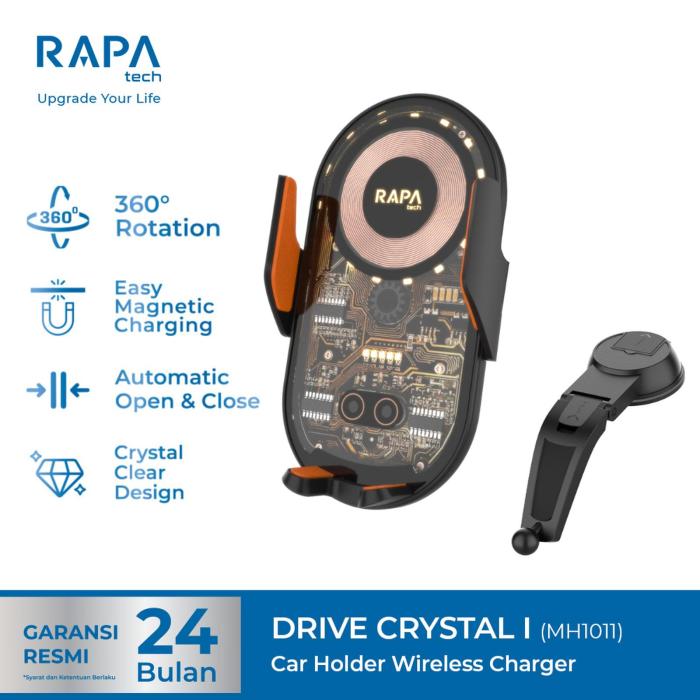 RAPA
tech
Upgrade Your Life
360°
360°
Rotation
Easy
Magnetic
Charging
Automatic
Open & Close
Crystal
Clear
Design
RAPA
tech
GARANSI
RESMI
*Syarat dan Ketentuan Berlaku
24
Bulan
DRIVE CRYSTAL I (MH1011)
Car Holder Wireless Charger